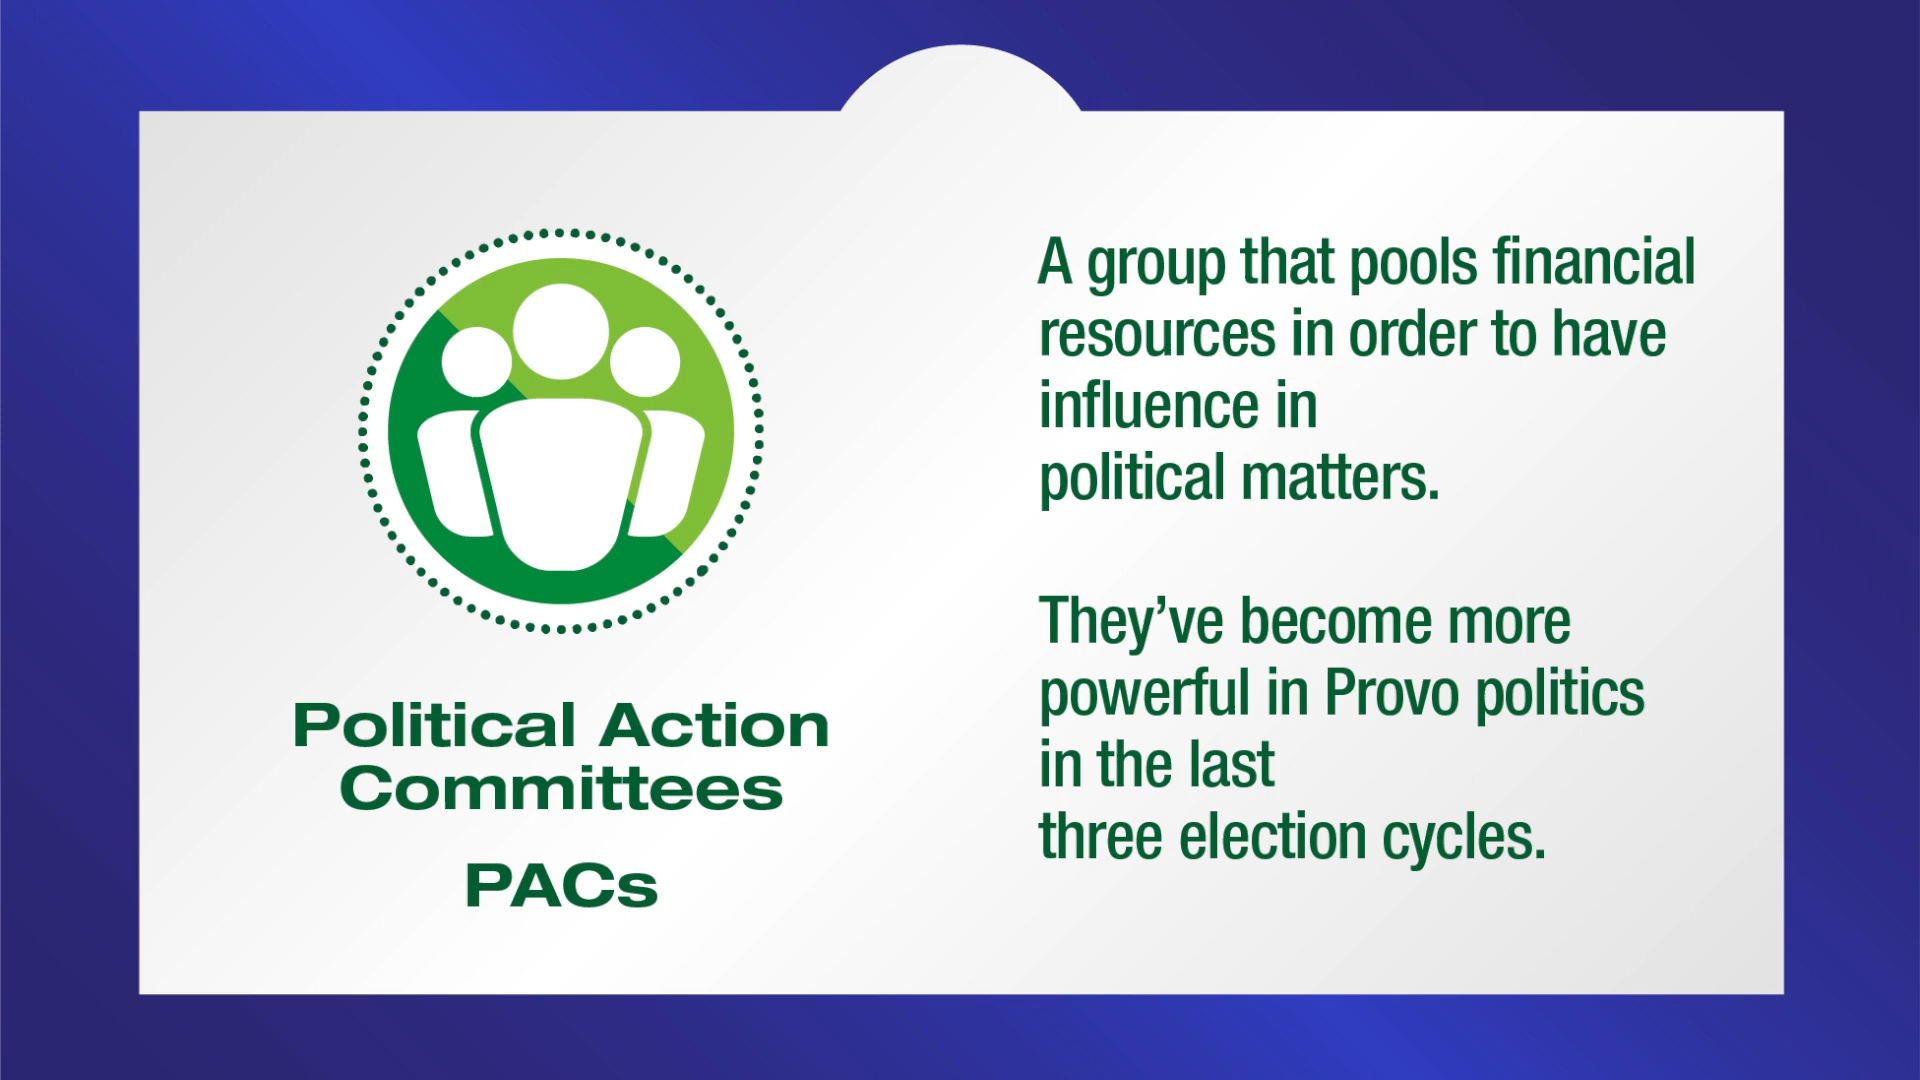 Political Action
Committees
PACs
A group that pools financial
resources in order to have
influence in
political matters.
They’ve become more
powerful in Provo politics
in the last
three election cycles.